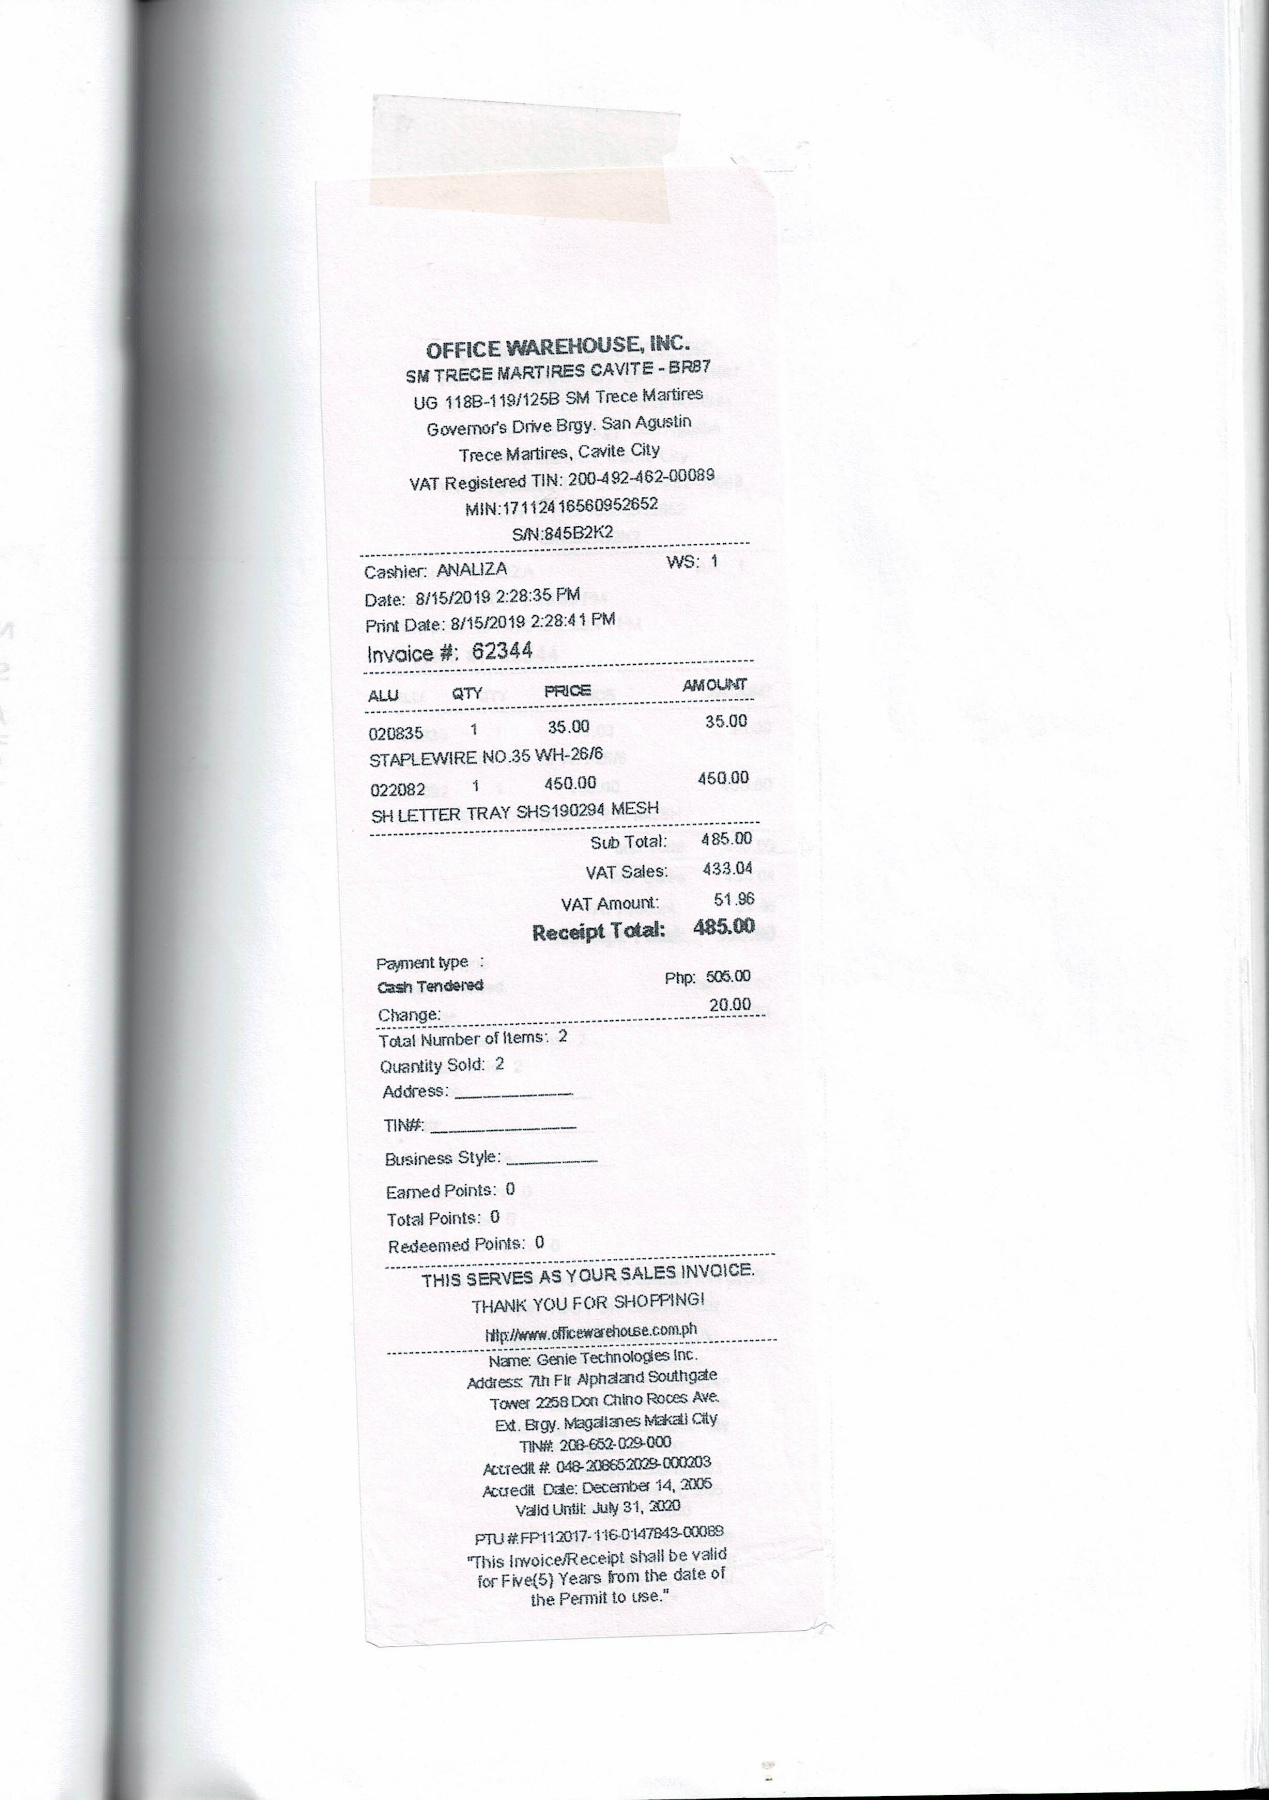 OFFICE WAREHOUSE, INC.
SM TRECE MARTIRES CAVITE - BR87
UG 118B-119/125B SM Trece Martires
Governor's Drive Brgy. San Agustin
Trece Martires, Cavite City
VAT Registered TIN: 200-492-462-00089
MIN:17112416560952652
S/N:845B2K2
Cashier: ANALIZA WS: 1
Date: 8/15/2019 2:28:35 PM
Print Date: 8/15/2019 2:28:41 PM
Invoice #: 62344
ALU QTY PRICE AMOUNT
020835 1 35.00 35.00
STAPLEWIRE NO.35 WH-26/6
022082 1 450.00 450.00
SH LETTER TRAY SHS190294 MESH
Sub Total: 485.00
VAT Sales: 433.04
VAT Amount: 51.96
Receipt Total: 485.00
Payment type :
Cash Tendered Php: 505.00
Change: 20.00
Total Number of Items: 2
Quantity Sold: 2
Address: ____________
TIN#: ____________
Business Style: ________
Earned Points: 0
Total Points: 0
Redeemed Points: 0
THIS SERVES AS YOUR SALES INVOICE.
THANK YOU FOR SHOPPING!
http://www.officewarehouse.com.ph
Name: Genie Technologies Inc.
Address: 7th Flr Alphaland Southgate
Tower 2258 Don Chino Roces Ave.
Ext. Brgy. Magallanes Makati City
TIN#: 208-652-029-000
Accredit #: 048-208652029-000203
Accredit Date: December 14, 2005
Valid Until: July 31, 2020
PTU #:FP112017-116-0147843-00089
"This Invoice/Receipt shall be valid
for Five(5) Years from the date of
the Permit to use."